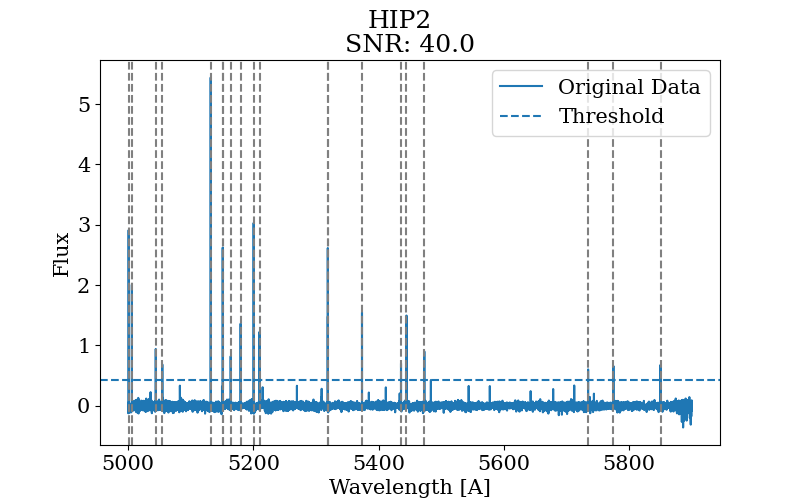 HIP2
SNR: 40.0
Original Data
Threshold
Flux
5
4
3
2
1
0
5000 5200 5400 5600 5800
Wavelength [A]